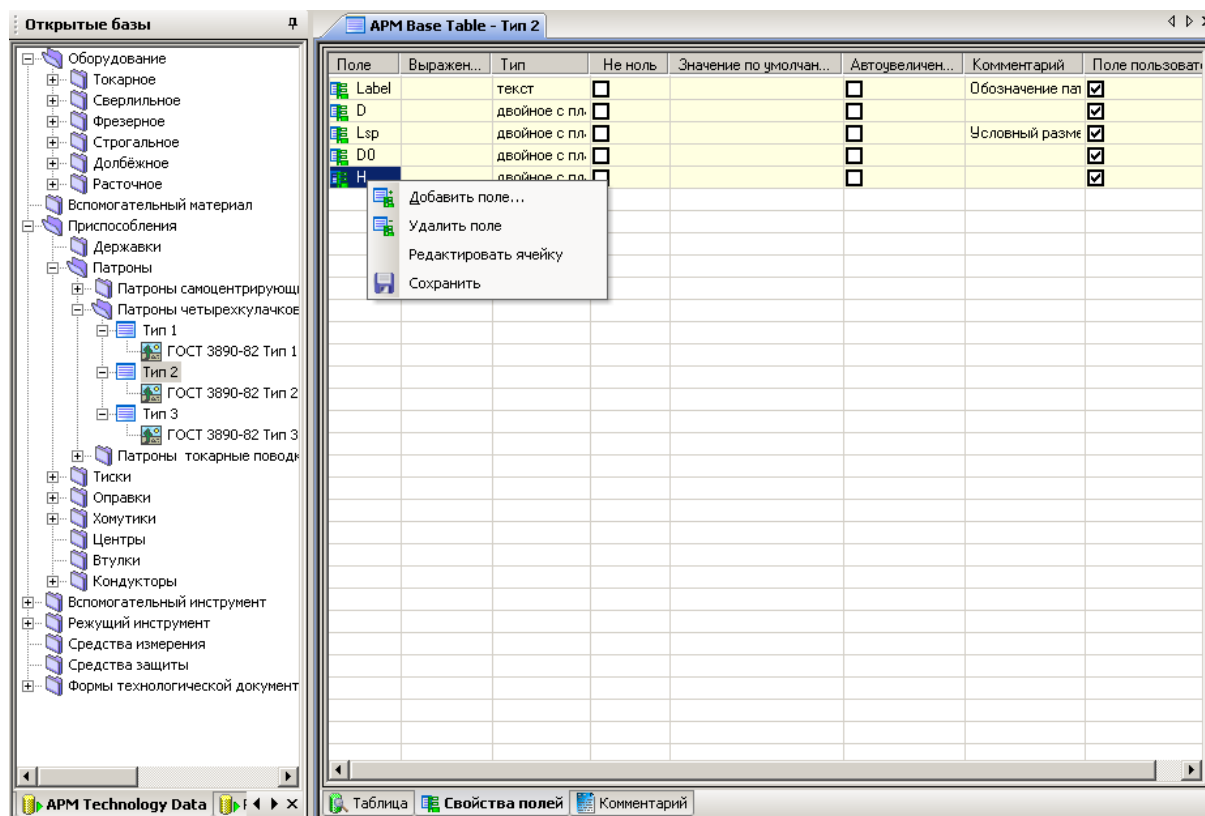 Открытые базы
Оборудование
Токарное
Сверлильное
Фрезерное
Строгальное
Долбёжное
Расточное
Вспомогательный материал
Приспособления
Державки
Патроны
Патроны самоцентрирующи
Патроны четырехкулачков
Тип 1
ГОСТ 3890-82 Тип 1
Тип 2
ГОСТ 3890-82 Тип 2
Тип 3
ГОСТ 3890-82 Тип 3
Патроны токарные поводк
Тиски
Оправки
Хомутики
Центры
Втулки
Кондукторы
Вспомогательный инструмент
Режущий инструмент
Средства измерения
Средства защиты
Формы технологической документ
APM Technology Data
APM Base Table - Тип 2
Поле Выражен... Тип Не ноль Значение по умолчан... Автоувеличен... Комментарий Поле пользовате
Label текст Обозначение пат
D двойное с пл
Lsp двойное с пл Условный разме
D0 двойное с пл
H двойное с пл
Добавить поле...
Удалить поле
Редактировать ячейку
Сохранить
Таблица Свойства полей Комментарий